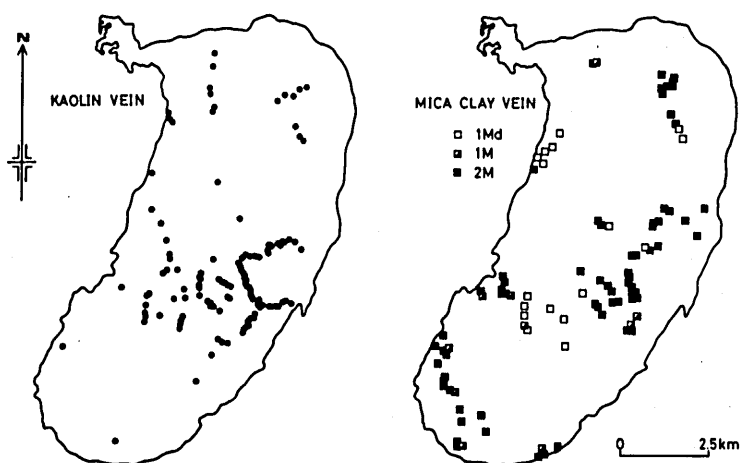 N
KAOLIN VEIN
MICA CLAY VEIN
1Md
1M
2M
0 2.5km